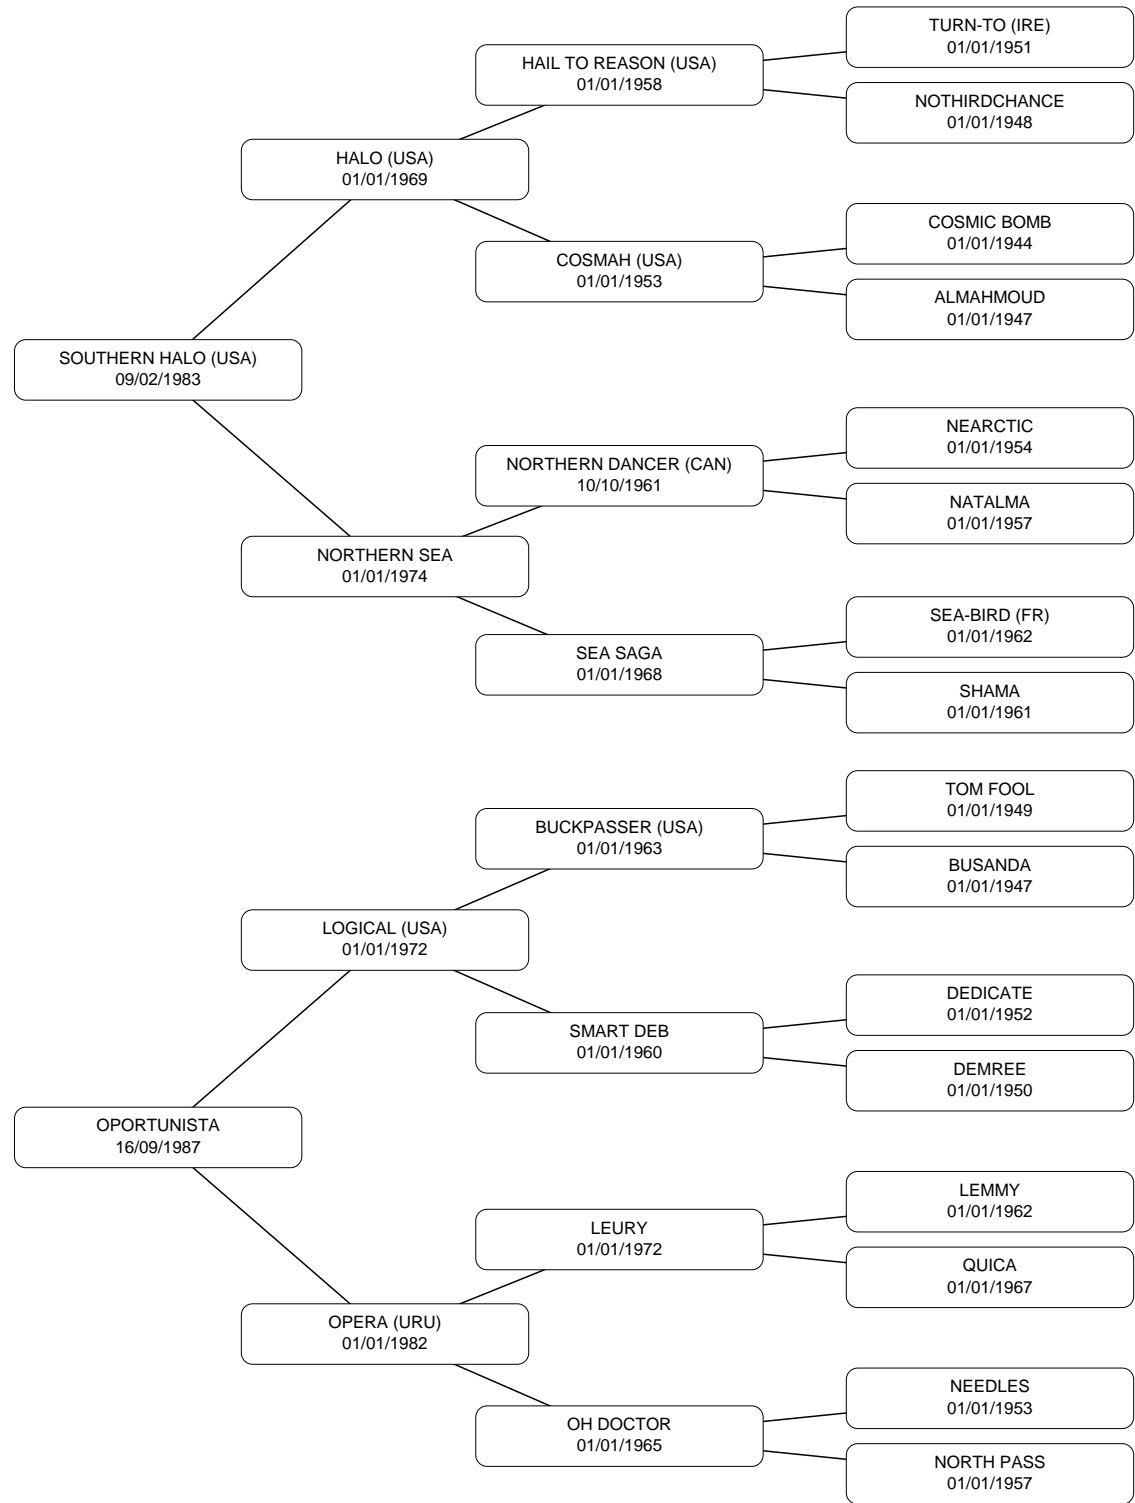 TURN-TO (IRE)
01/01/1951
HAIL TO REASON (USA)
01/01/1958
NOTHIRDCHANCE
01/01/1948
HALO (USA)
01/01/1969
COSMIC BOMB
01/01/1944
COSMAH (USA)
01/01/1953
ALMAHMOUD
01/01/1947
SOUTHERN HALO (USA)
09/02/1983
NEARCTIC
01/01/1954
NORTHERN DANCER (CAN)
10/10/1961
NATALMA
01/01/1957
NORTHERN SEA
01/01/1974
SEA-BIRD (FR)
01/01/1962
SEA SAGA
01/01/1968
SHAMA
01/01/1961
TOM FOOL
01/01/1949
BUCKPASSER (USA)
01/01/1963
BUSANDA
01/01/1947
LOGICAL (USA)
01/01/1972
DEDICATE
01/01/1952
SMART DEB
01/01/1960
DEMREE
01/01/1950
OPORTUNISTA
16/09/1987
LEMMY
01/01/1962
LEURY
01/01/1972
QUICA
01/01/1967
OPERA (URU)
01/01/1982
NEEDLES
01/01/1953
OH DOCTOR
01/01/1965
NORTH PASS
01/01/1957